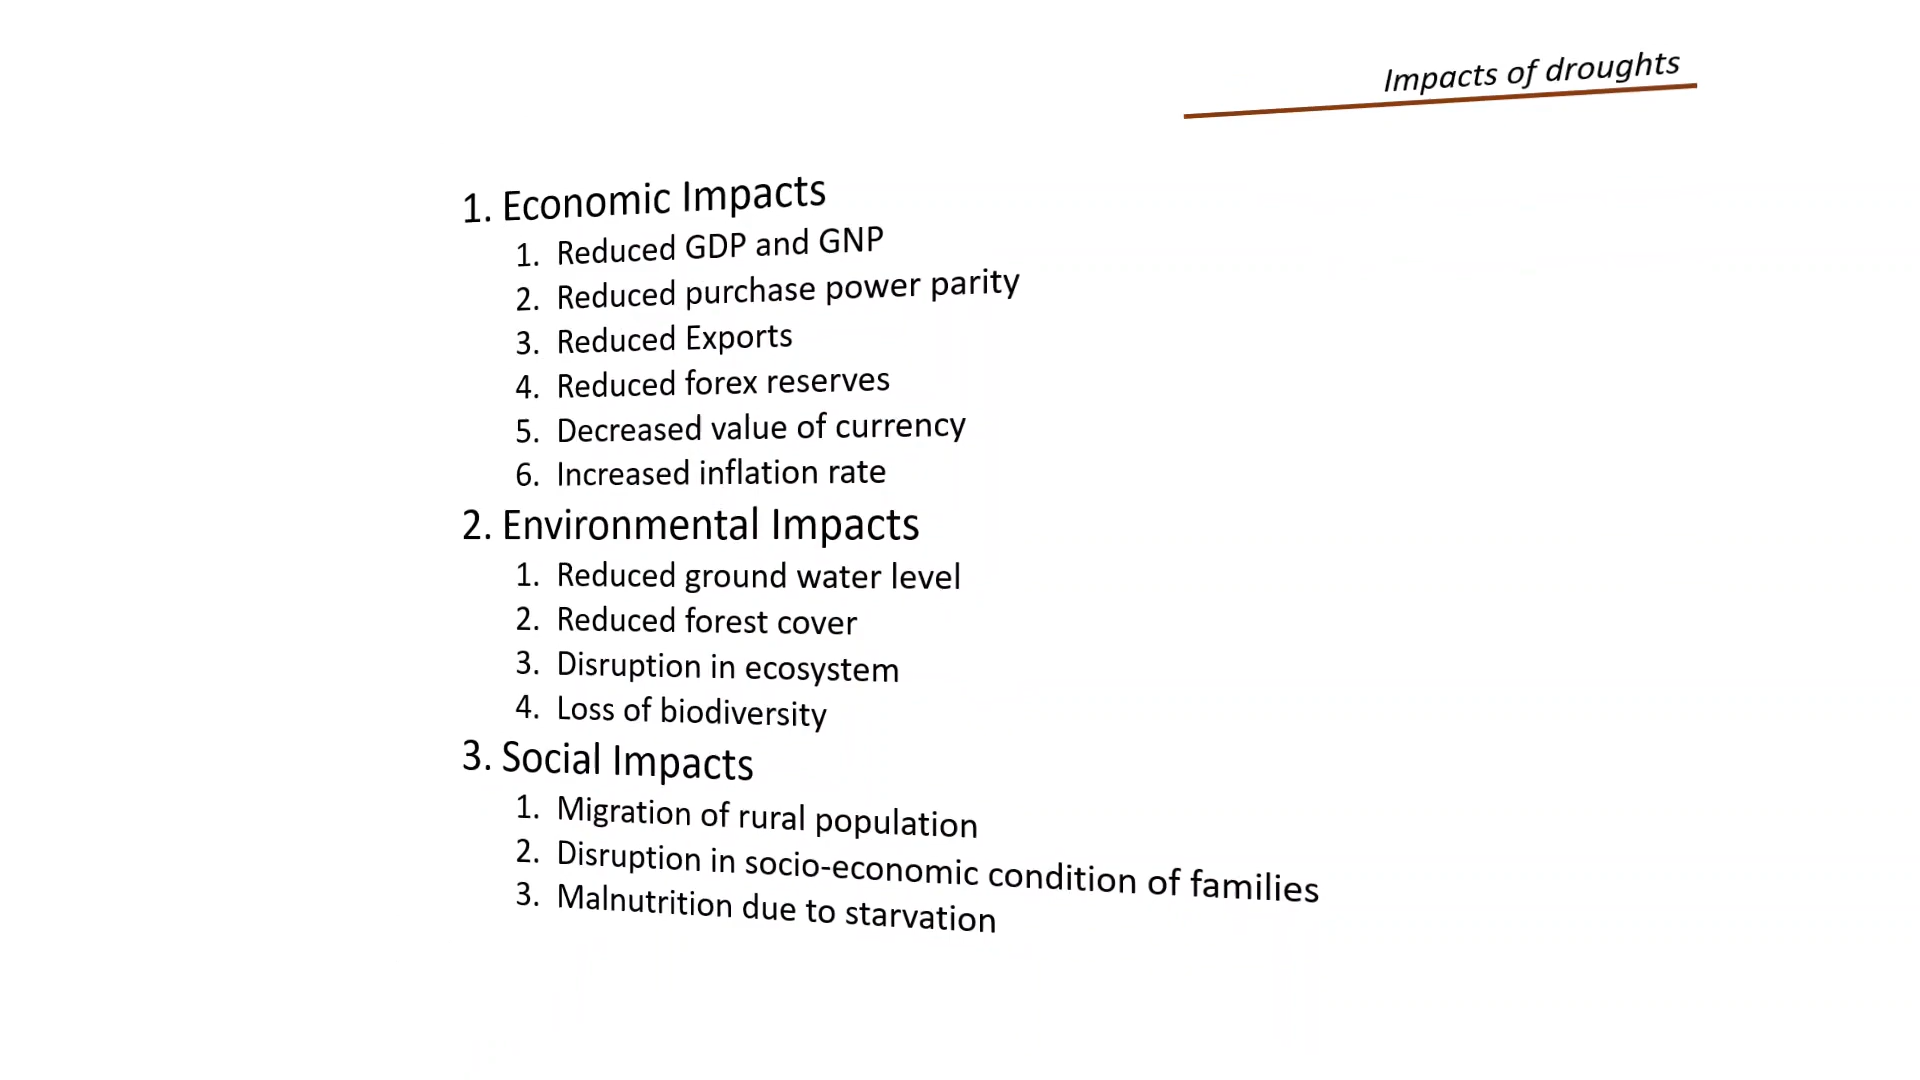 Impacts of droughts
1. Economic Impacts
1. Reduced GDP and GNP
2. Reduced purchase power parity
3. Reduced Exports
4. Reduced forex reserves
5. Decreased value of currency
6. Increased inflation rate
2. Environmental Impacts
1. Reduced ground water level
2. Reduced forest cover
3. Disruption in ecosystem
4. Loss of biodiversity
3. Social Impacts
1. Migration of rural population
2. Disruption in socio-economic condition of families
3. Malnutrition due to starvation